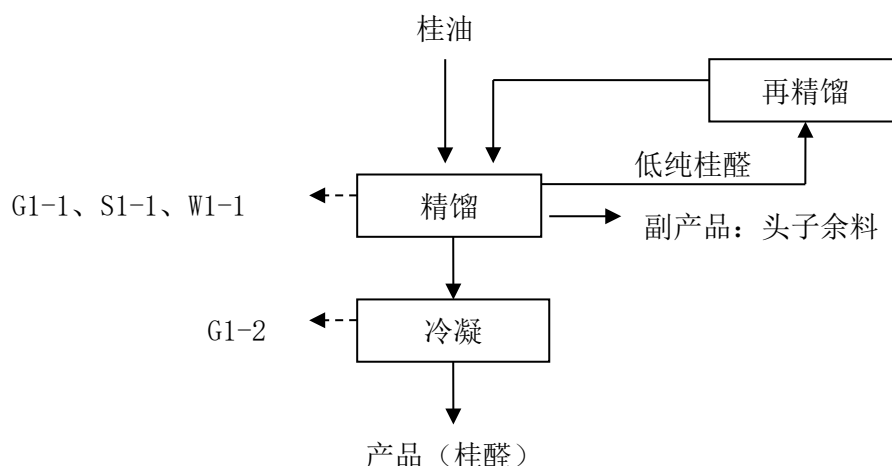 桂油
再精馏
低纯桂醛
G1-1、S1-1、W1-1
精馏
副产品：头子余料
G1-2
冷凝
产品（桂醛）